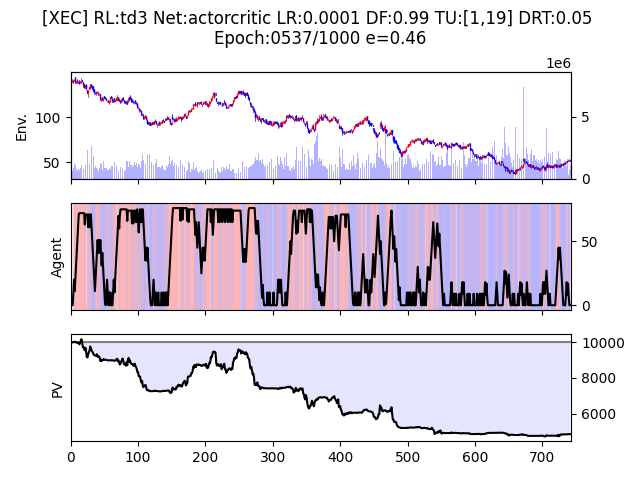 [XEC] RL:td3 Net:actorcritic LR:0.0001 DF:0.99 TU:[1,19] DRT:0.05
Epoch:0537/1000 e=0.46
1e6
Env.
100
50
5
0
Agent
50
0
PV
10000
8000
6000
0 100 200 300 400 500 600 700